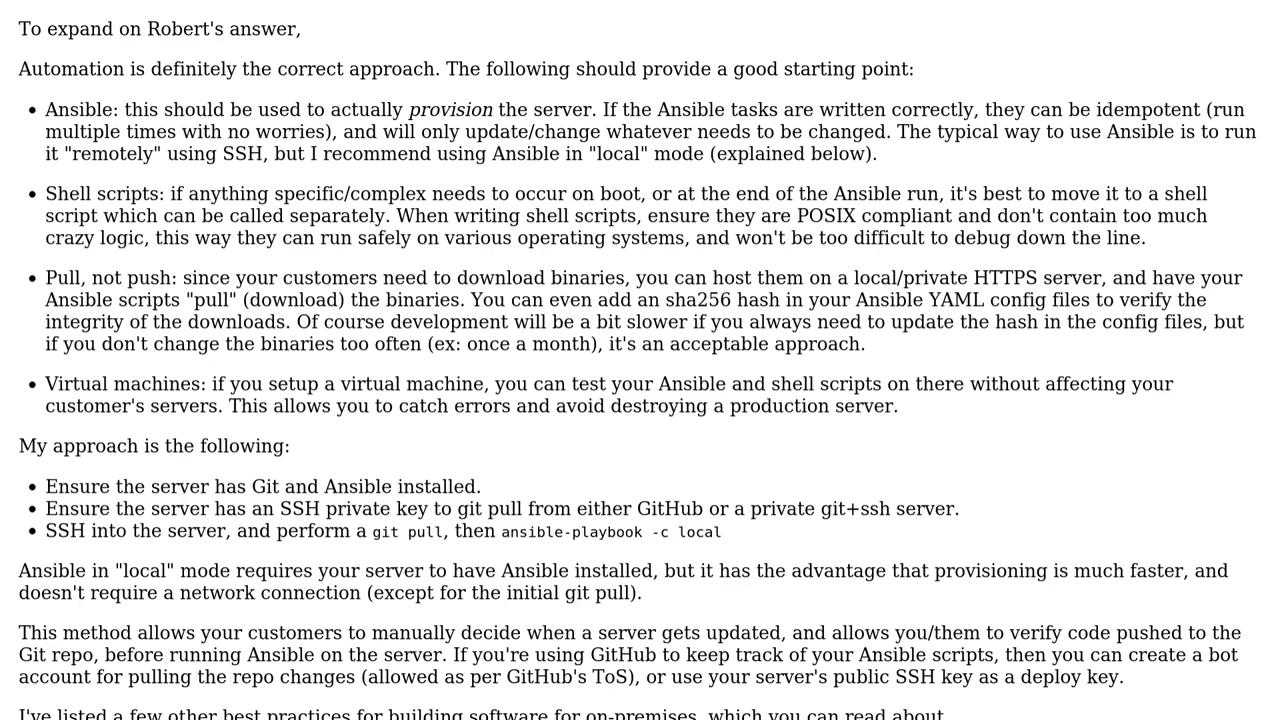 To expand on Robert's answer,
Automation is definitely the correct approach. The following should provide a good starting point:
• Ansible: this should be used to actually provision the server. If the Ansible tasks are written correctly, they can be idempotent (run
multiple times with no worries), and will only update/change whatever needs to be changed. The typical way to use Ansible is to run
it "remotely" using SSH, but I recommend using Ansible in "local" mode (explained below).
• Shell scripts: if anything specific/complex needs to occur on boot, or at the end of the Ansible run, it's best to move it to a shell
script which can be called separately. When writing shell scripts, ensure they are POSIX compliant and don't contain too much
crazy logic, this way they can run safely on various operating systems, and won't be too difficult to debug down the line.
• Pull, not push: since your customers need to download binaries, you can host them on a local/private HTTPS server, and have your
Ansible scripts "pull" (download) the binaries. You can even add an sha256 hash in your Ansible YAML config files to verify the
integrity of the downloads. Of course development will be a bit slower if you always need to update the hash in the config files, but
if you don't change the binaries too often (ex: once a month), it's an acceptable approach.
• Virtual machines: if you setup a virtual machine, you can test your Ansible and shell scripts on there without affecting your
customer's servers. This allows you to catch errors and avoid destroying a production server.
My approach is the following:
• Ensure the server has Git and Ansible installed.
• Ensure the server has an SSH private key to git pull from either GitHub or a private git+ssh server.
• SSH into the server, and perform a git pull, then ansible-playbook -c local
Ansible in "local" mode requires your server to have Ansible installed, but it has the advantage that provisioning is much faster, and
doesn't require a network connection (except for the initial git pull).
This method allows your customers to manually decide when a server gets updated, and allows you/them to verify code pushed to the
Git repo, before running Ansible on the server. If you're using GitHub to keep track of your Ansible scripts, then you can create a bot
account for pulling the repo changes (allowed as per GitHub's ToS), or use your server's public SSH key as a deploy key.
I've listed a few other best practices for building software for on-premises, which you can read about